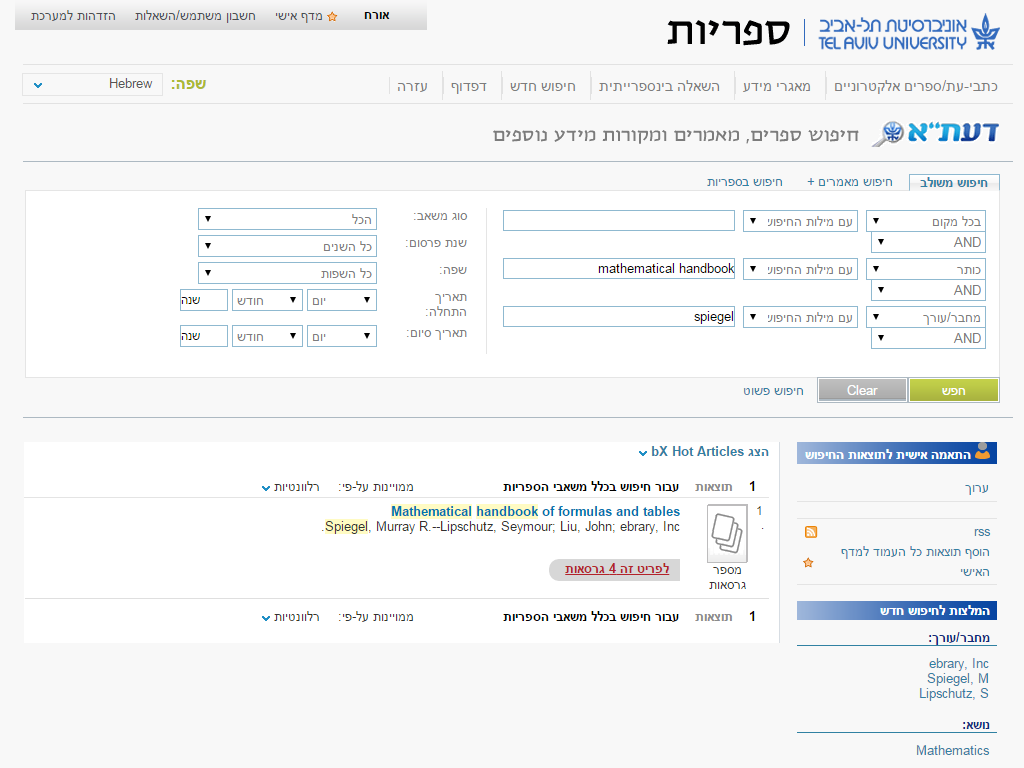 אורח
מדף אישי
חשבון משתמש/השאלות
הזדהות למערכת
אוניברסיטת תל-אביב
TEL AVIV UNIVERSITY
ספריות
כתבי-עת/ספרים אלקטרוניים
מאגרי מידע
השאלה בינספרייתית
חיפוש חדש
דפדוף
עזרה
שפה:
Hebrew
דעת"א
חיפוש ספרים, מאמרים ומקורות מידע נוספים
חיפוש משולב
חיפוש מאמרים +
חיפוש בספריות
בכל מקום
עם מילות החיפוש
AND
כותר
עם מילות החיפוש
mathematical handbook
AND
מחבר/עורך
עם מילות החיפוש
spiegel
AND
סוג משאב:
הכל
שנת פרסום:
כל השנים
שפה:
כל השפות
תאריך התחלה:
יום
חודש
שנה
תאריך סיום:
יום
חודש
שנה
חפש
Clear
חיפוש פשוט
התאמה אישית לתוצאות החיפוש
ערוך
rss
הוסף תוצאות כל העמוד למדף
האישי
המלצות לחיפוש חדש
מחבר/עורך:
ebrary, Inc
Spiegel, M
Lipschutz, S
נושא:
Mathematics
הצג bX Hot Articles
1 תוצאות עבור חיפוש בכלל משאבי הספריות ממויינות על-פי: רלוונטיות
1
.
Mathematical handbook of formulas and tables
.Spiegel, Murray R.--Lipschutz, Seymour; Liu, John; ebrary, Inc
מספר
גרסאות
לפריט זה 4 גרסאות
1 תוצאות עבור חיפוש בכלל משאבי הספריות ממויינות על-פי: רלוונטיות